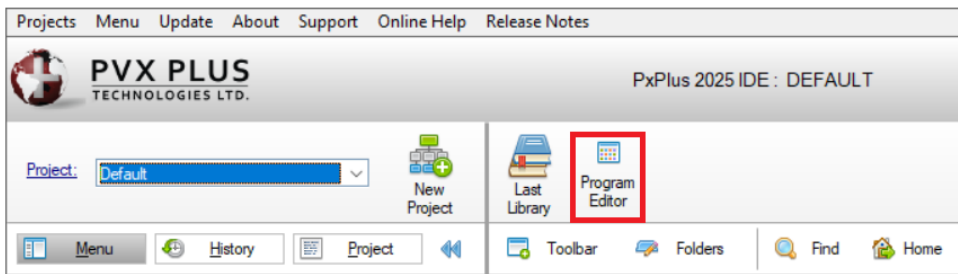 Projects Menu Update About Support Online Help Release Notes
PVX PLUS
TECHNOLOGIES LTD.
PxPlus 2025 IDE : DEFAULT
Project:
Default
New
Project
Last
Library
Program
Editor
Menu History Project Toolbar Folders Find Home